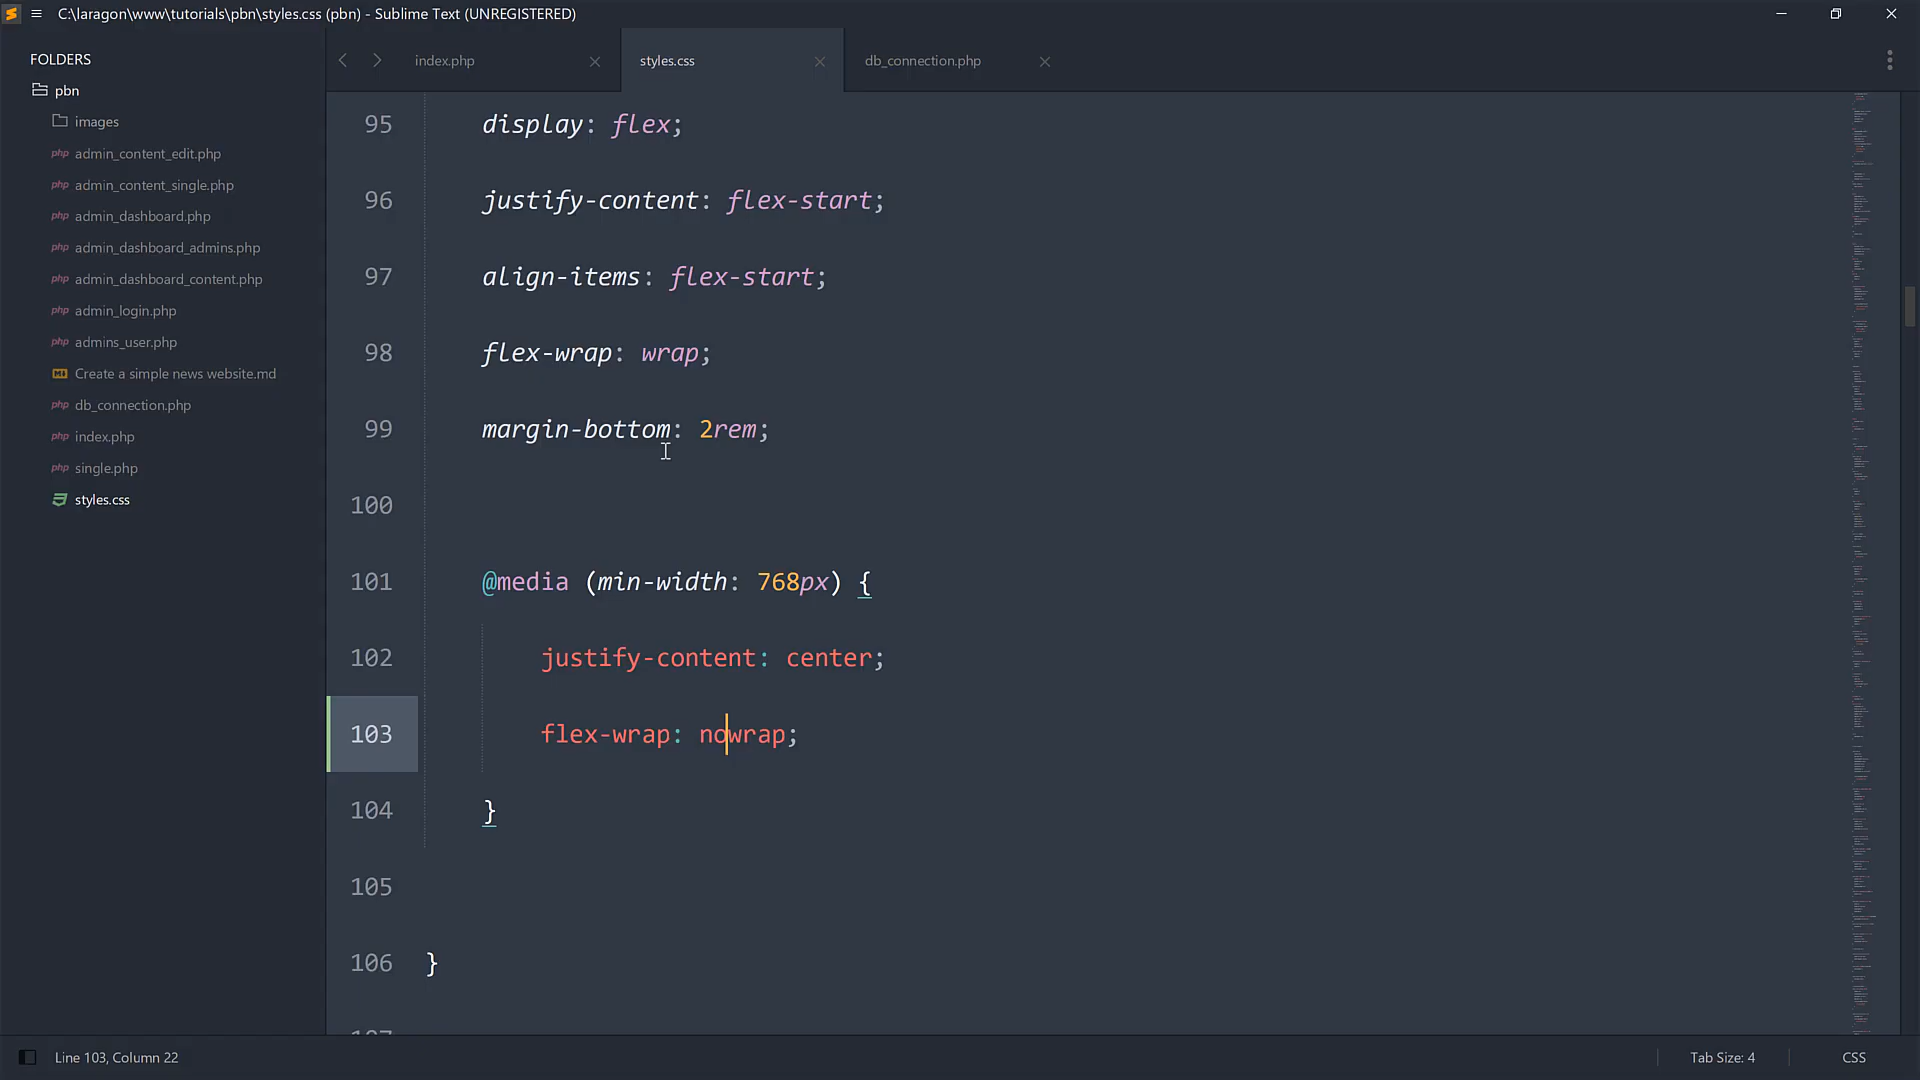 C:\laragon\www\tutorials\pbn\styles.css (pbn) - Sublime Text (UNREGISTERED)
FOLDERS
pbn
images
php admin_content_edit.php
php admin_content_single.php
php admin_dashboard.php
php admin_dashboard_admins.php
php admin_dashboard_content.php
php admin_login.php
php admins_user.php
Create a simple news website.md
php db_connection.php
php index.php
php single.php
styles.css
index.php
styles.css
db_connection.php
95 display: flex;
96 justify-content: flex-start;
97 align-items: flex-start;
98 flex-wrap: wrap;
99 margin-bottom: 2rem;
100
101 @media (min-width: 768px) {
102 justify-content: center;
103 flex-wrap: nowrap;
104 }
105
106 }
107
Line 103, Column 22
Tab Size: 4
CSS